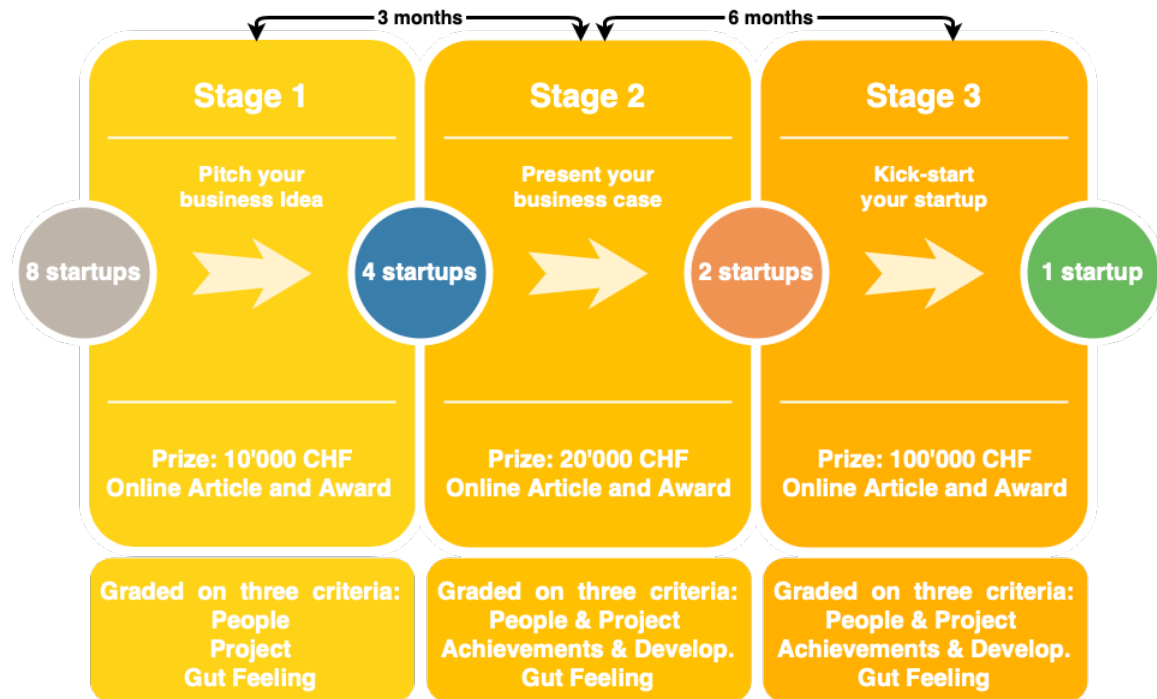 3 months
6 months
Stage 1
Pitch your
business Idea
Stage 2
Present your
business case
Stage 3
Kick-start
your startup
8 startups
4 startups
2 startups
1 startup
Prize: 10'000 CHF
Online Article and Award
Prize: 20'000 CHF
Online Article and Award
Prize: 100'000 CHF
Online Article and Award
Graded on three criteria:
People
Project
Gut Feeling
Graded on three criteria:
People & Project
Achievements & Develop.
Gut Feeling
Graded on three criteria:
People & Project
Achievements & Develop.
Gut Feeling